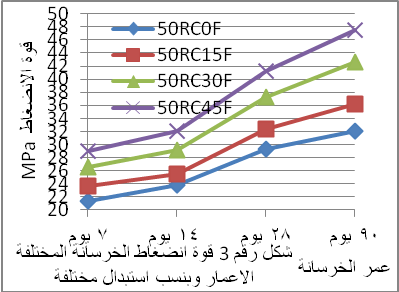 50
48
46
44
42
40
38
36
34
32
30
28
26
24
22
20
قوة الانضغاط MPa
50RC0F
50RC15F
50RC30F
50RC45F
٧ يوم
١٤ يوم
٢٨ يوم
٩٠ يوم
شكل رقم 3 قوة انضغاط الخرسانة المختلفة
الاعمار وبنسب استبدال مختلفة
عمر الخرسانة